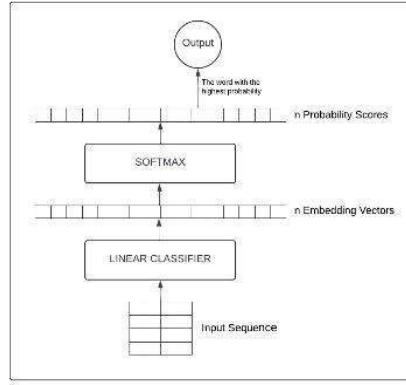 Output
The word with the
highest probability
n Probability Scores
SOFTMAX
n Embedding Vectors
LINEAR CLASSIFIER
Input Sequence